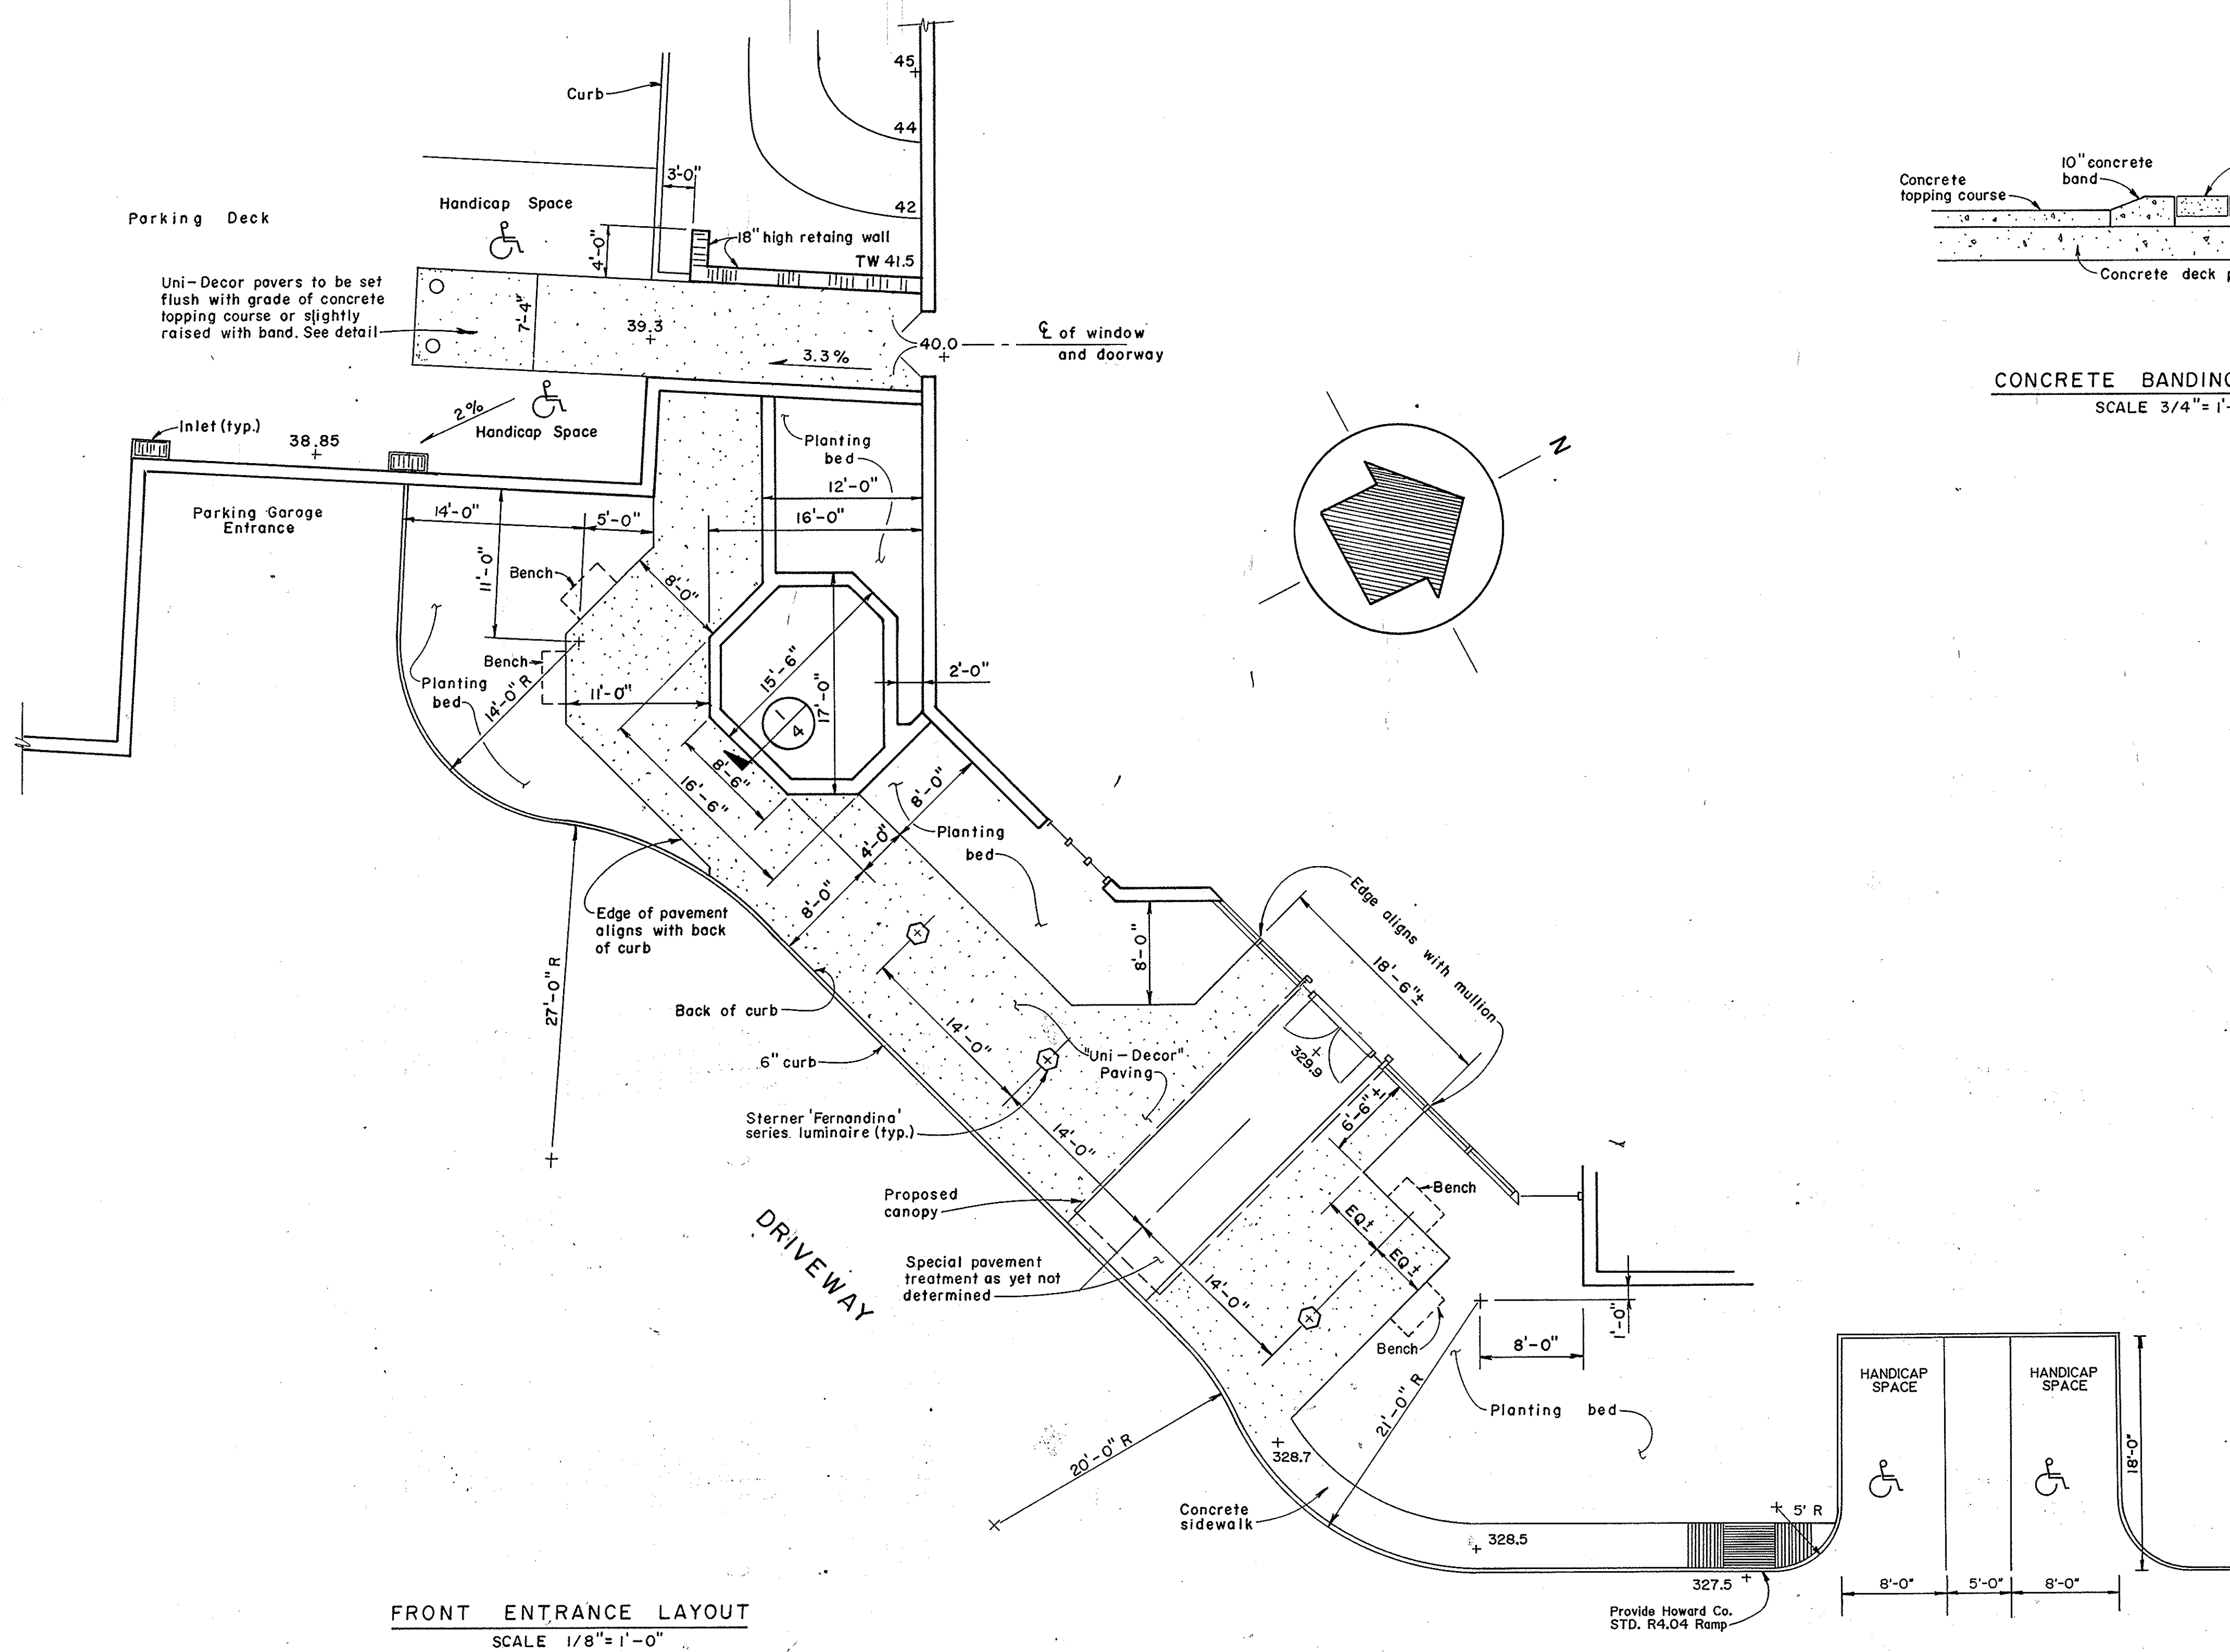 45
Curb
44
3'-0"
42
Handicap Space
Parking Deck
4'-0"
18" high retaing wall
TW 41.5
Uni-Decor pavers to be set
flush with grade of concrete
topping course or slightly
raised with band. See detail
7'-4"
39.3
40.0
3.3%
℄ of window
and doorway
2%
Handicap Space
Inlet (typ.)
38.85
Planting
bed
12'-0"
16'-0"
Parking Garage
Entrance
14'-0"
5'-0"
11'-0"
Bench
8'-0"
Bench
Planting
bed
14'-0" R
11'-0"
15'-6"
17'-0"
1
4
2'-0"
8'-6"
16'-6"
8'-0"
Planting
bed
4'-0"
8'-0"
N
Edge of pavement
aligns with back
of curb
27'-0" R
Back of curb
6" curb
14'-0"
8'-0"
Edge aligns with mullion
18'-6"±
"Uni-Decor"
Paving
329.9
6'-6"±
Sterner 'Fernandina'
series luminaire (typ.)
14'-0"
Proposed
canopy
Bench
EQ±
EQ±
DRIVEWAY
Special pavement
treatment as yet not
determined
14'-0"
Bench
8'-0"
1'-0"
21'-0" R
Planting bed
20'-0" R
328.7
Concrete
sidewalk
328.5
5' R
327.5
Provide Howard Co.
STD. R4.04 Ramp
HANDICAP
SPACE
HANDICAP
SPACE
18'-0"
8'-0"
5'-0"
8'-0"
10" concrete
band
Concrete
topping course
Concrete deck
CONCRETE BANDING
SCALE 3/4"= 1'-
FRONT ENTRANCE LAYOUT
SCALE 1/8"= 1'-0"